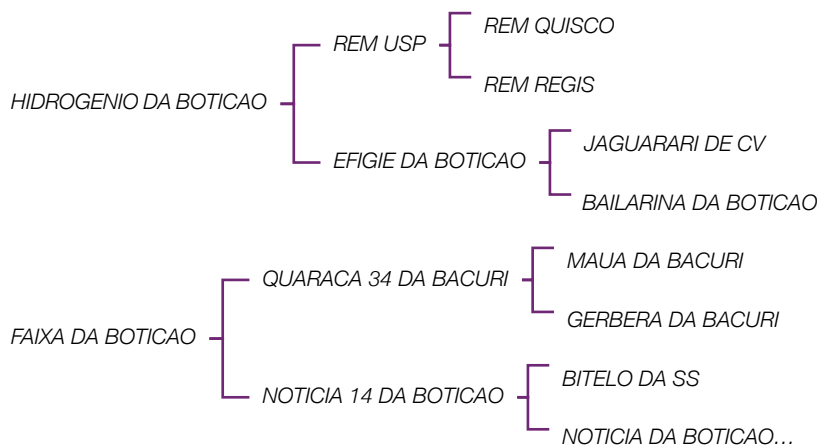 REM QUISCO
REM USP
REM REGIS
HIDROGENIO DA BOTICAO
JAGUARARI DE CV
EFIGIE DA BOTICAO
BAILARINA DA BOTICAO
MAUA DA BACURI
QUARACA 34 DA BACURI
GERBERA DA BACURI
FAIXA DA BOTICAO
BITELO DA SS
NOTICIA 14 DA BOTICAO
NOTICIA DA BOTICAO...